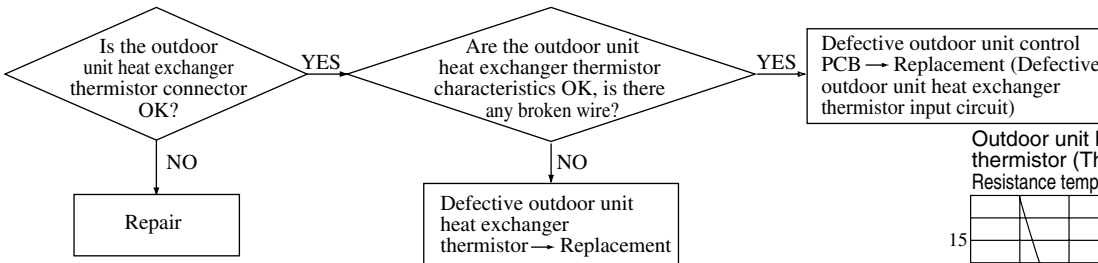 Is the outdoor
unit heat exchanger
thermistor connector
OK?
YES
Are the outdoor unit
heat exchanger thermistor
characteristics OK, is there
any broken wire?
YES
Defective outdoor unit control
PCB → Replacement (Defective
outdoor unit heat exchanger
thermistor input circuit)
NO
Repair
NO
Defective outdoor unit
heat exchanger
thermistor → Replacement
Outdoor unit
thermistor
Resistance
15